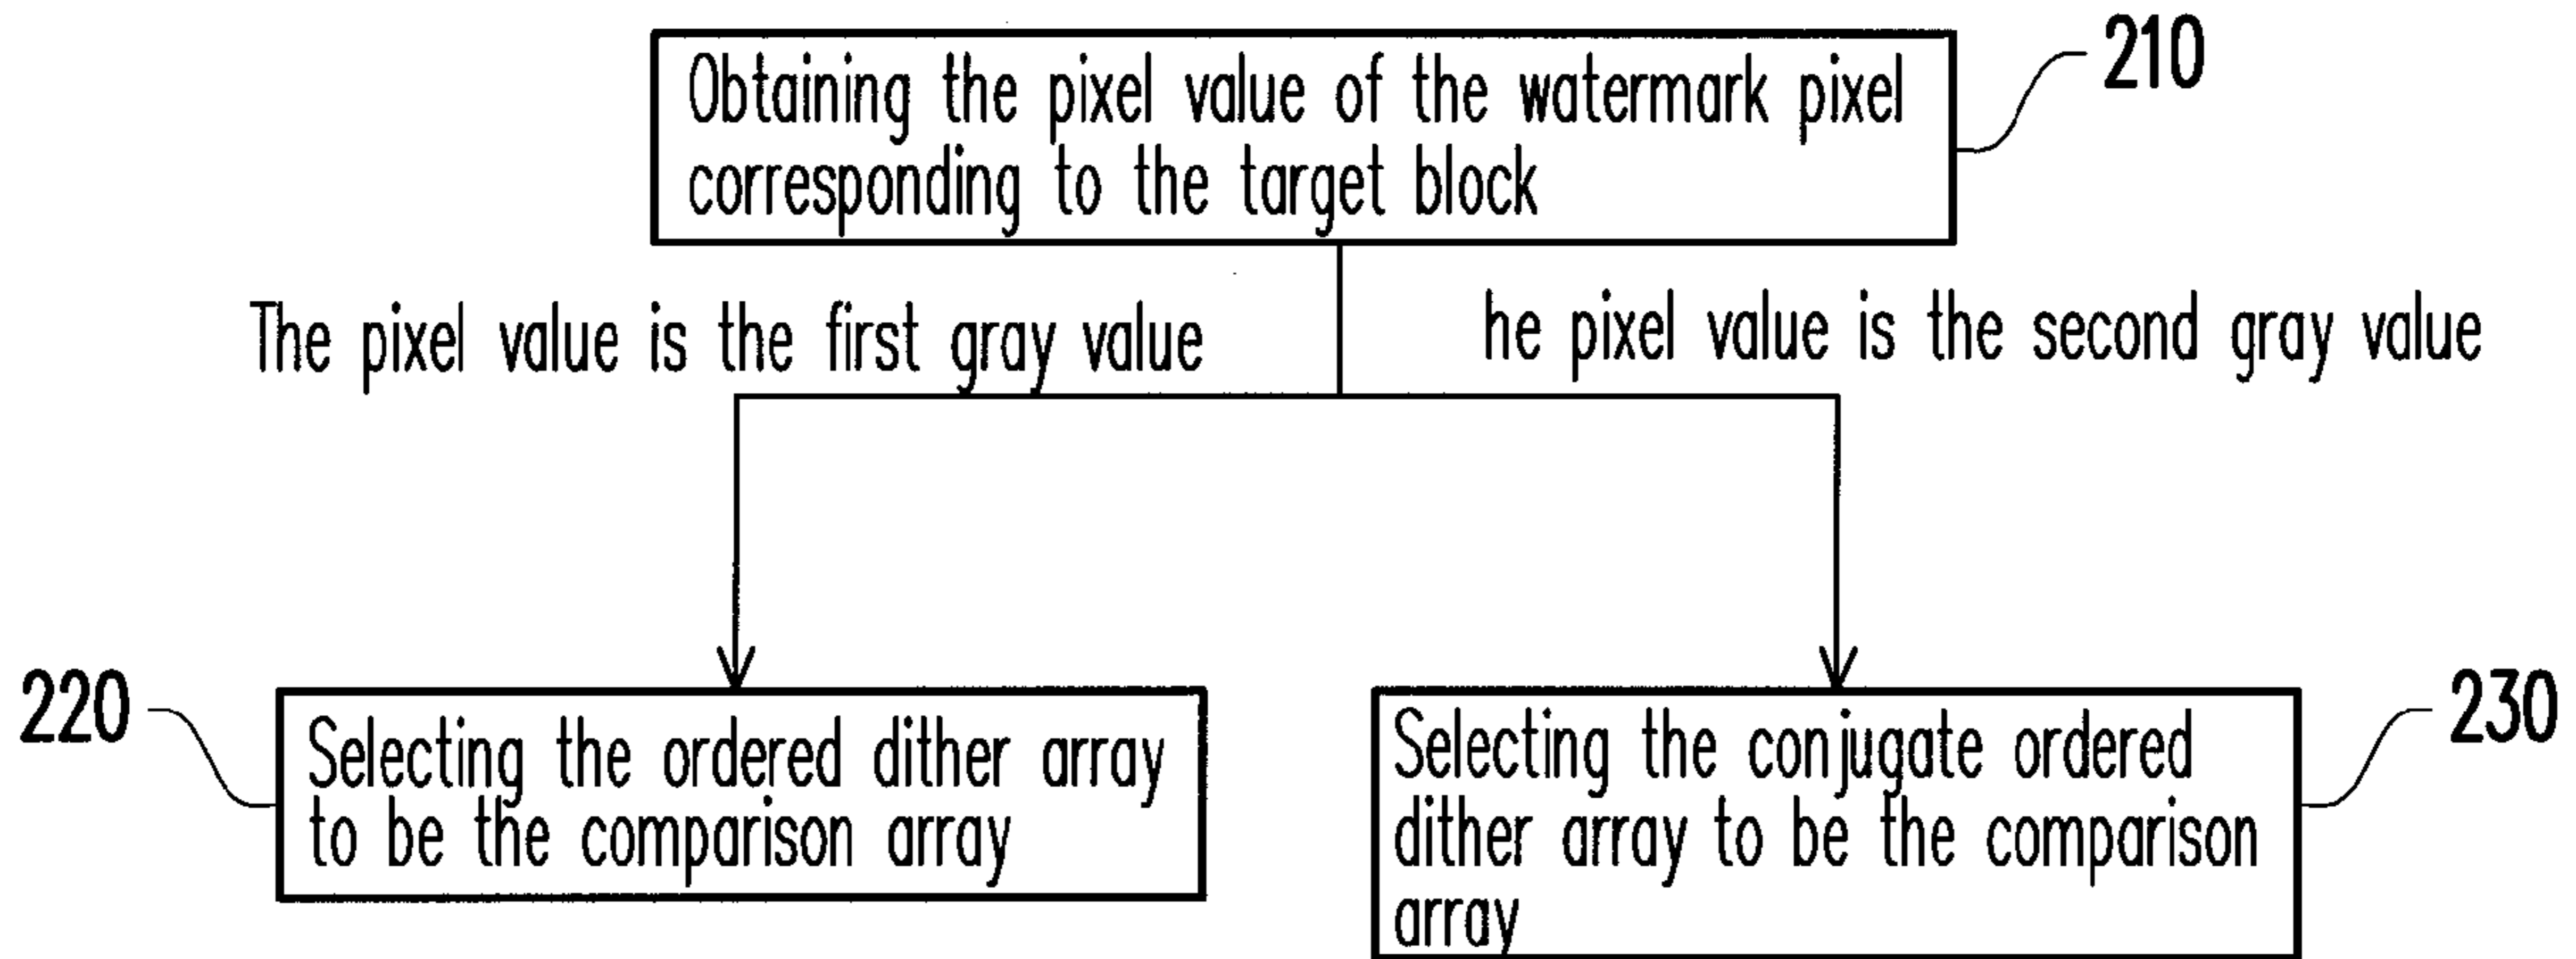 210
Obtaining the pixel value of the watermark pixel
corresponding to the target block
The pixel value is the first gray value
he pixel value is the second gray value
220
Selecting the ordered dither array
to be the comparison array
230
Selecting the conjugate ordered
dither array to be the comparison
array